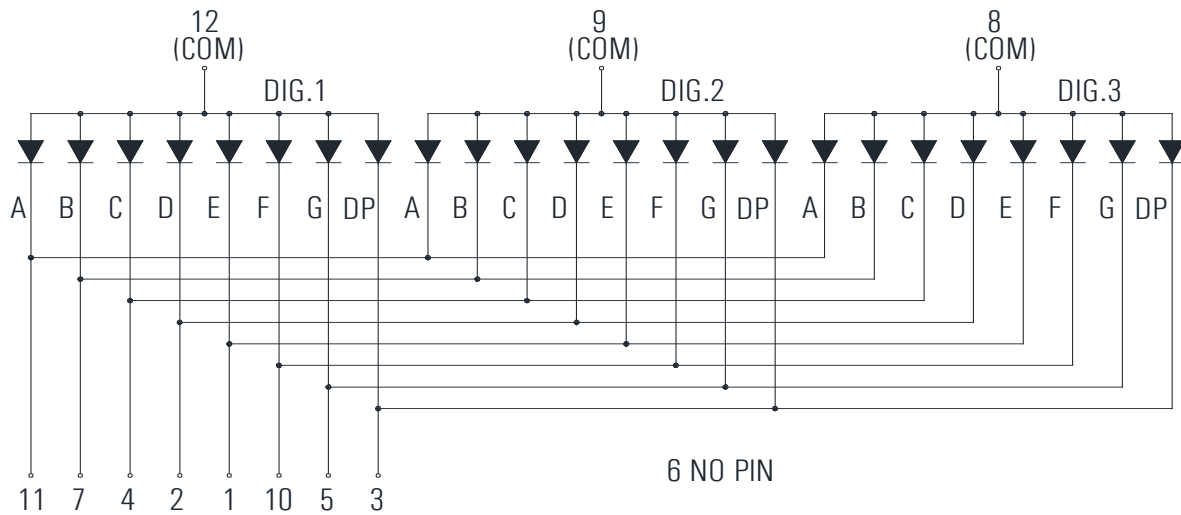 12 9 8
(COM) (COM) (COM)
DIG.1 DIG.2 DIG.3
A B C D E F G DP A B C D E F G DP A B C D E F G DP
6 NO PIN
11 7 4 2 1 10 5 3